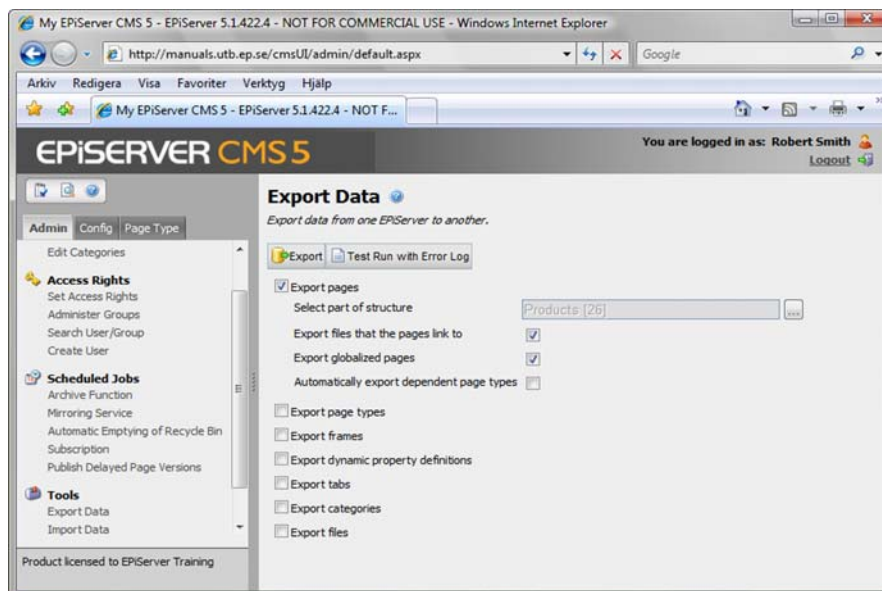 My EPiServer CMS 5 - EPiServer 5.1.422.4 - NOT FOR COMMERCIAL USE - Windows Internet Explorer
http://manuals.utb.ep.se/cmsUI/admin/default.aspx
Google
Arkiv Redigera Visa Favoriter Verktyg Hjälp
My EPiServer CMS 5 - EPiServer 5.1.422.4 - NOT F...
EPiSERVER CMS 5
You are logged in as: Robert Smith
Logout
Admin Config Page Type
Edit Categories
Access Rights
Set Access Rights
Administer Groups
Search User/Group
Create User
Scheduled Jobs
Archive Function
Mirroring Service
Automatic Emptying of Recycle Bin
Subscription
Publish Delayed Page Versions
Tools
Export Data
Import Data
Product licensed to EPiServer Training
Export Data
Export data from one EPiServer to another.
Export Test Run with Error Log
Export pages
Select part of structure Products [26] ...
Export files that the pages link to
Export globalized pages
Automatically export dependent page types
Export page types
Export frames
Export dynamic property definitions
Export tabs
Export categories
Export files